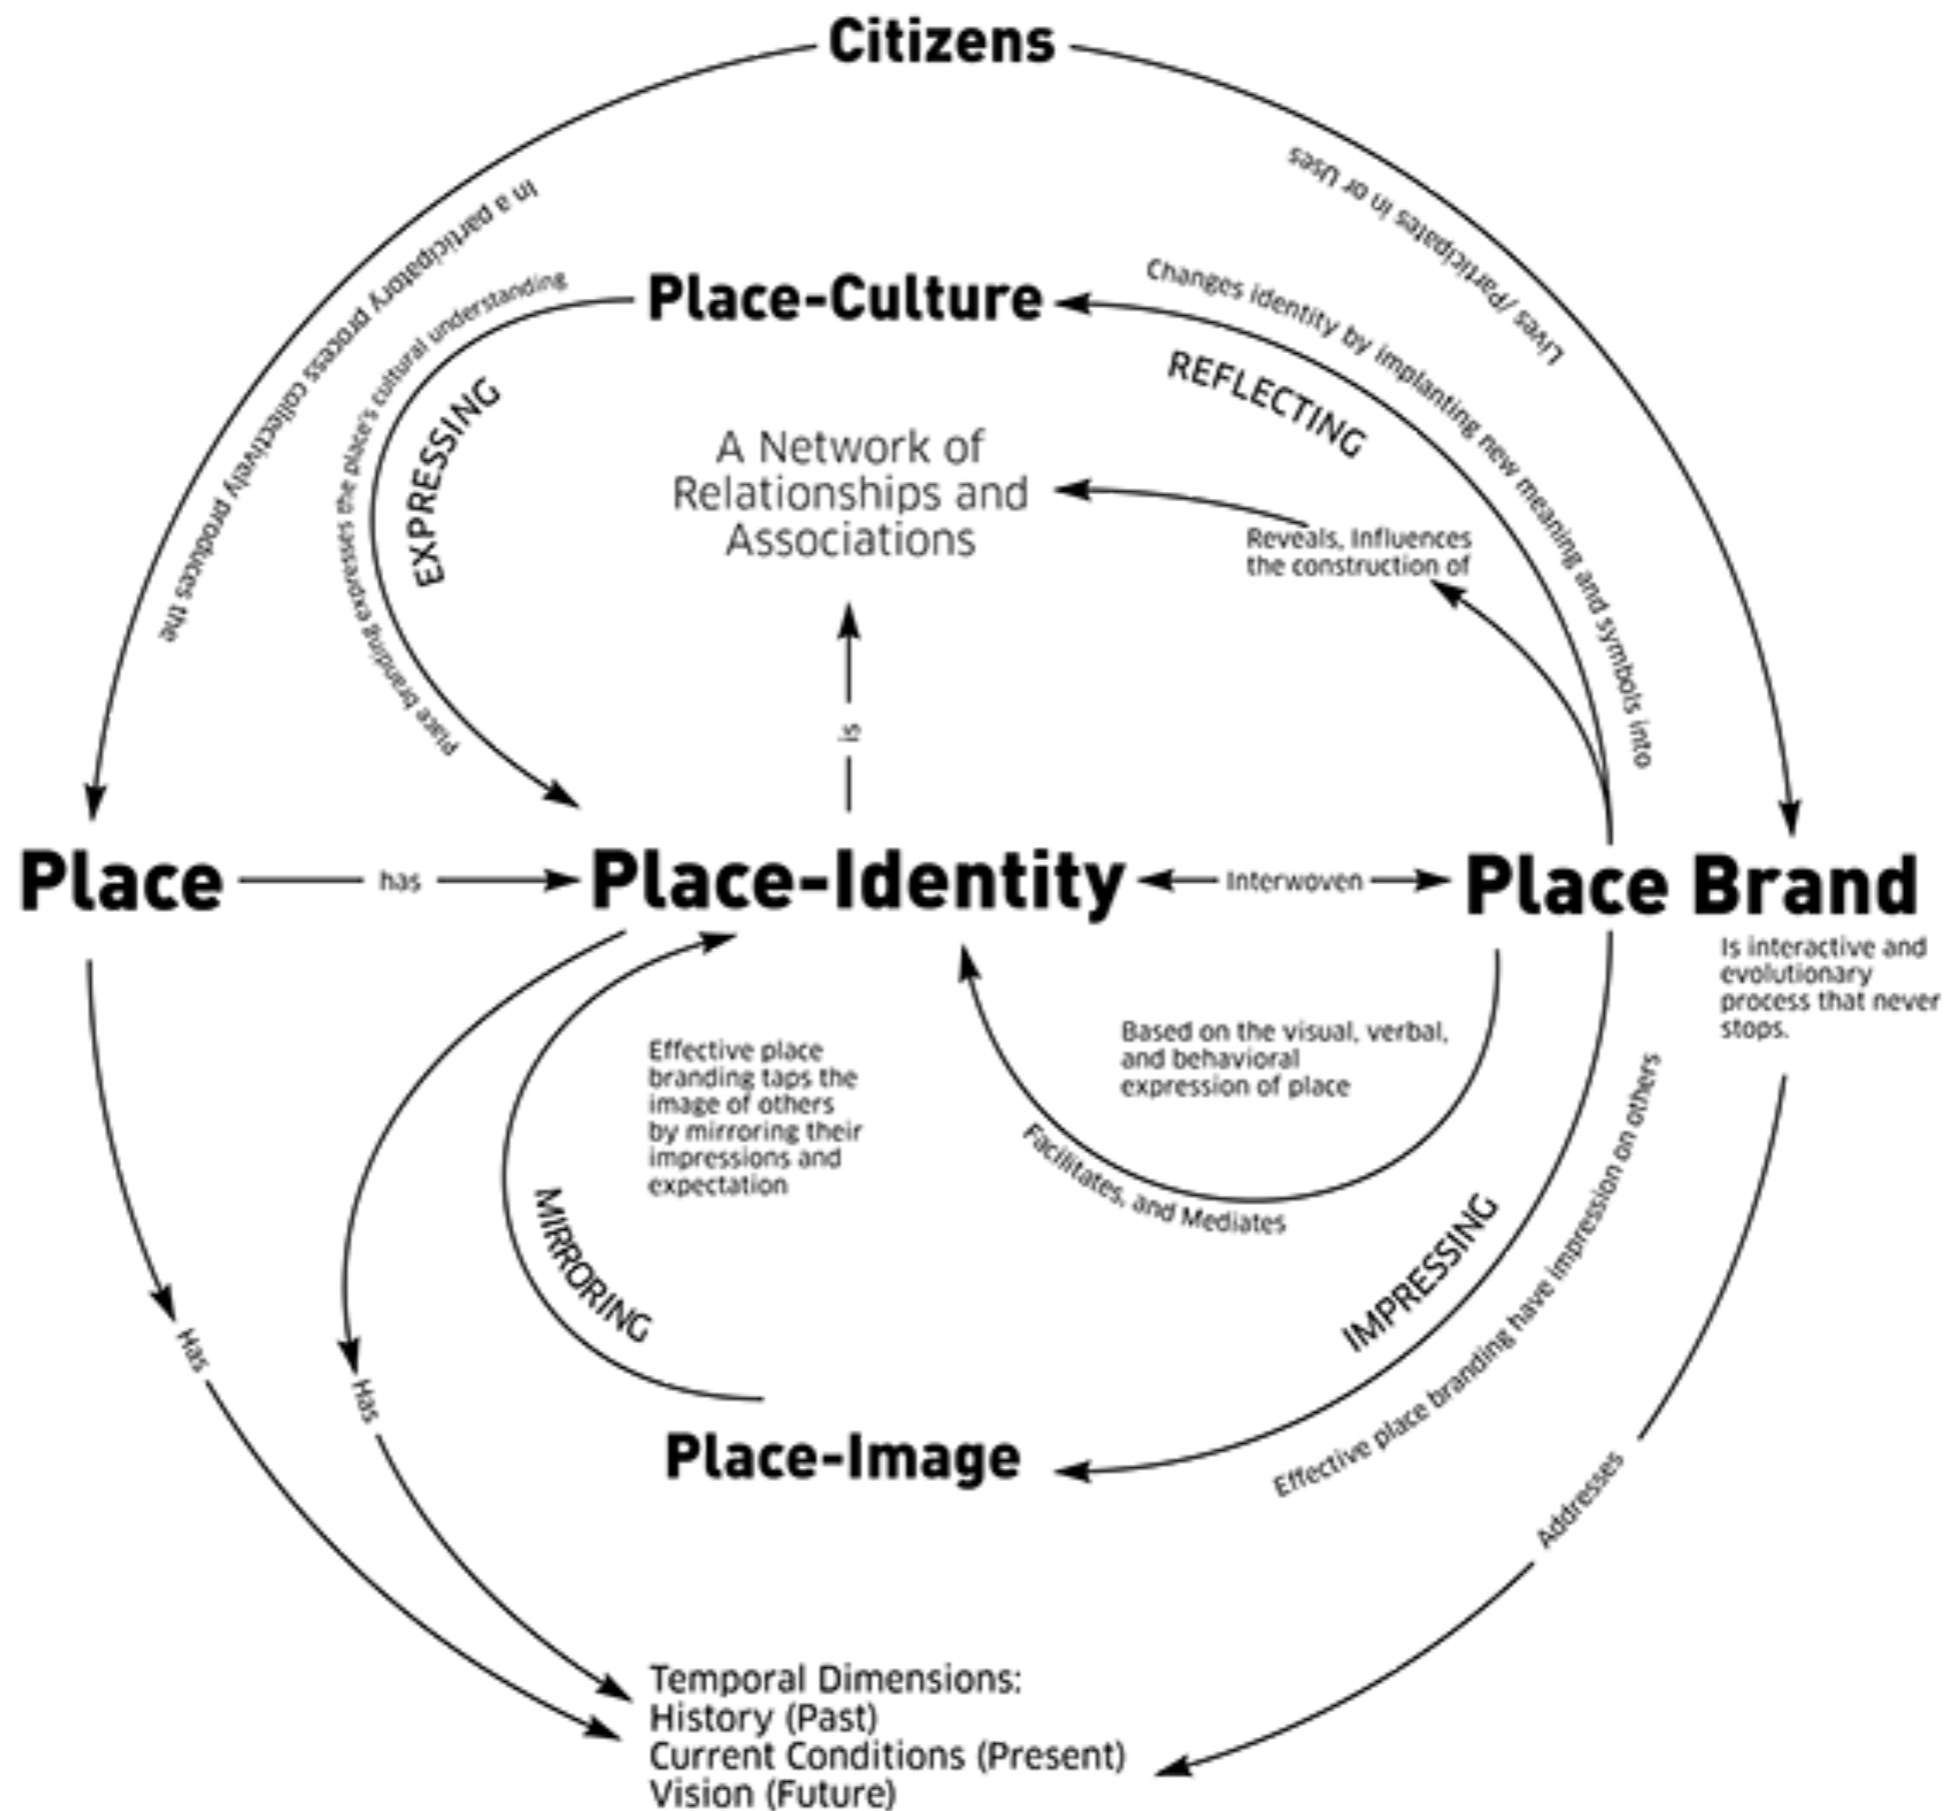 Citizens
In a participatory process collectively produces the
Lives /Participates in or Uses
Place-Culture
place branding expresses the place's cultural understanding
EXPRESSING
Changes identity by implanting new meaning and symbols into
REFLECTING
A Network of
Relationships and
Associations
Reveals, Influences
the construction of
is
Place
has
Place-Identity
Interwoven
Place Brand
Is interactive and
evolutionary
process that never
stops.
Effective place
branding taps the
image of others
by mirroring their
impressions and
expectation
MIRRORING
Based on the visual, verbal,
and behavioral
expression of place
Facilitates, and Mediates
IMPRESSING
Effective place branding have impression on others
Has
Has
Place-Image
Addresses
Temporal Dimensions:
History (Past)
Current Conditions (Present)
Vision (Future)